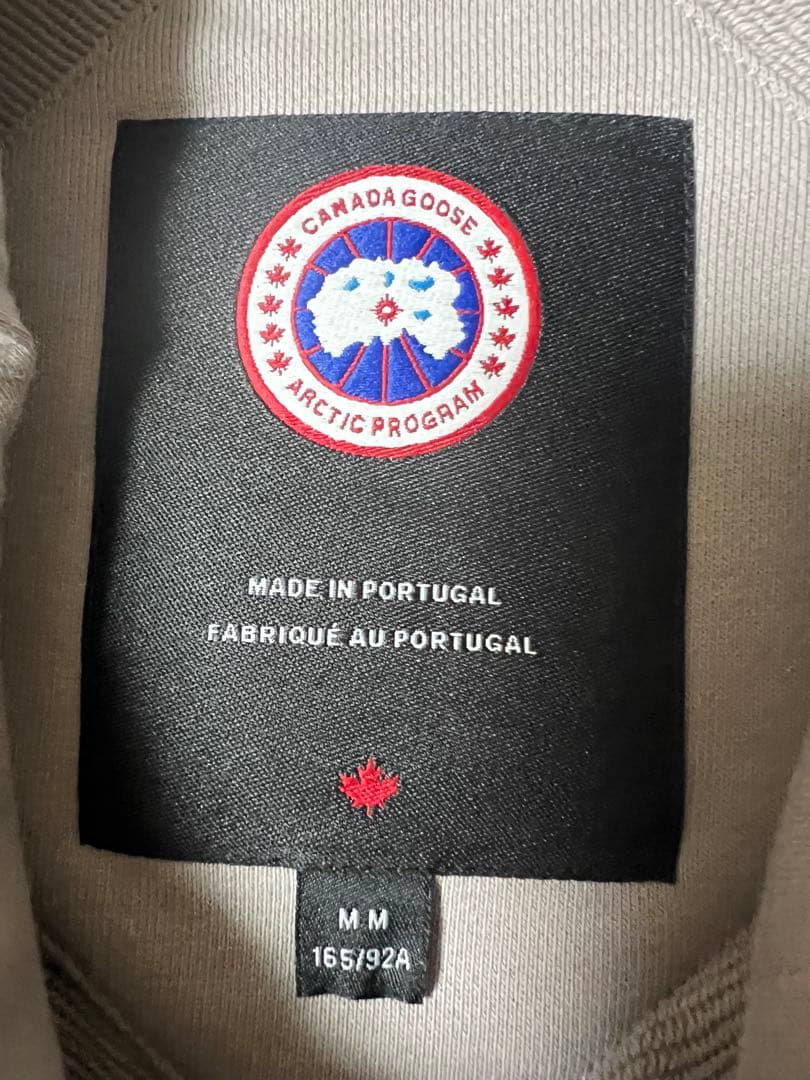 CANADA GOOSE
ARCTIC PROGRAM
MADE IN PORTUGAL
FABRIQUÉ AU PORTUGAL
M M
165/92A